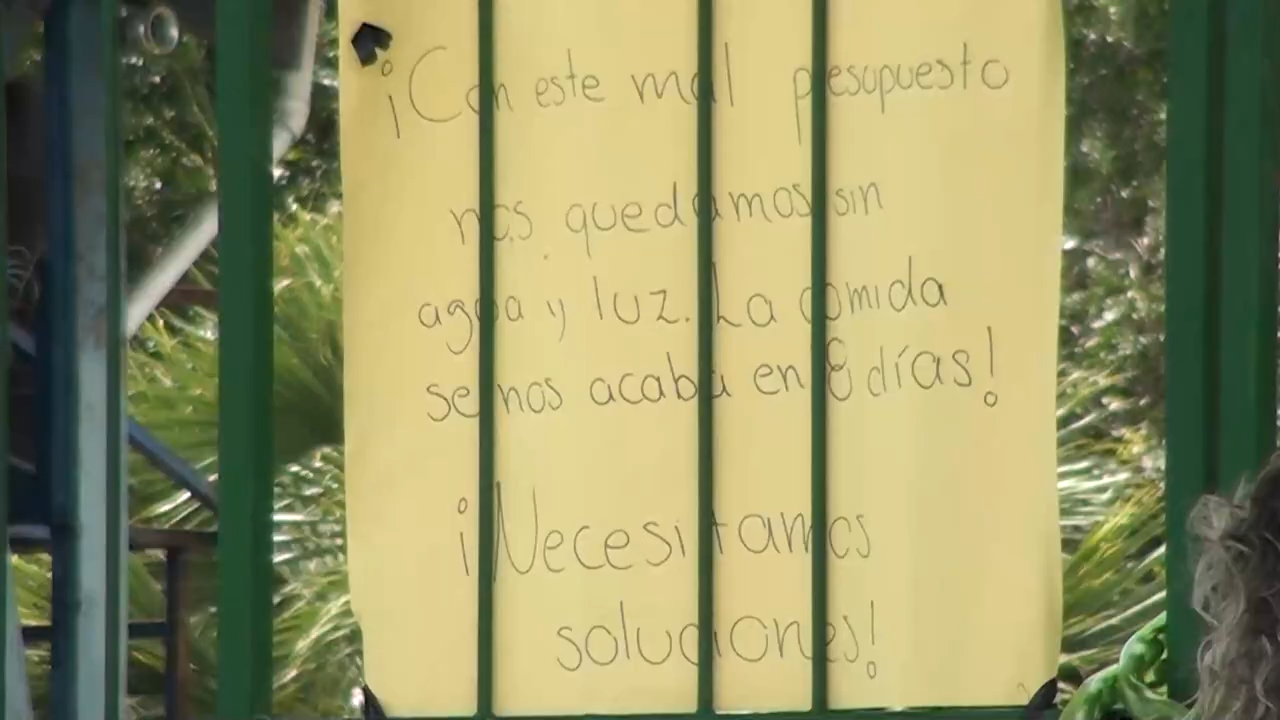 ¡Con este mal presupuesto
nos quedamos sin
agua y luz. La comida
se nos acaba en 8 días!
¡Necesitamos
soluciones!